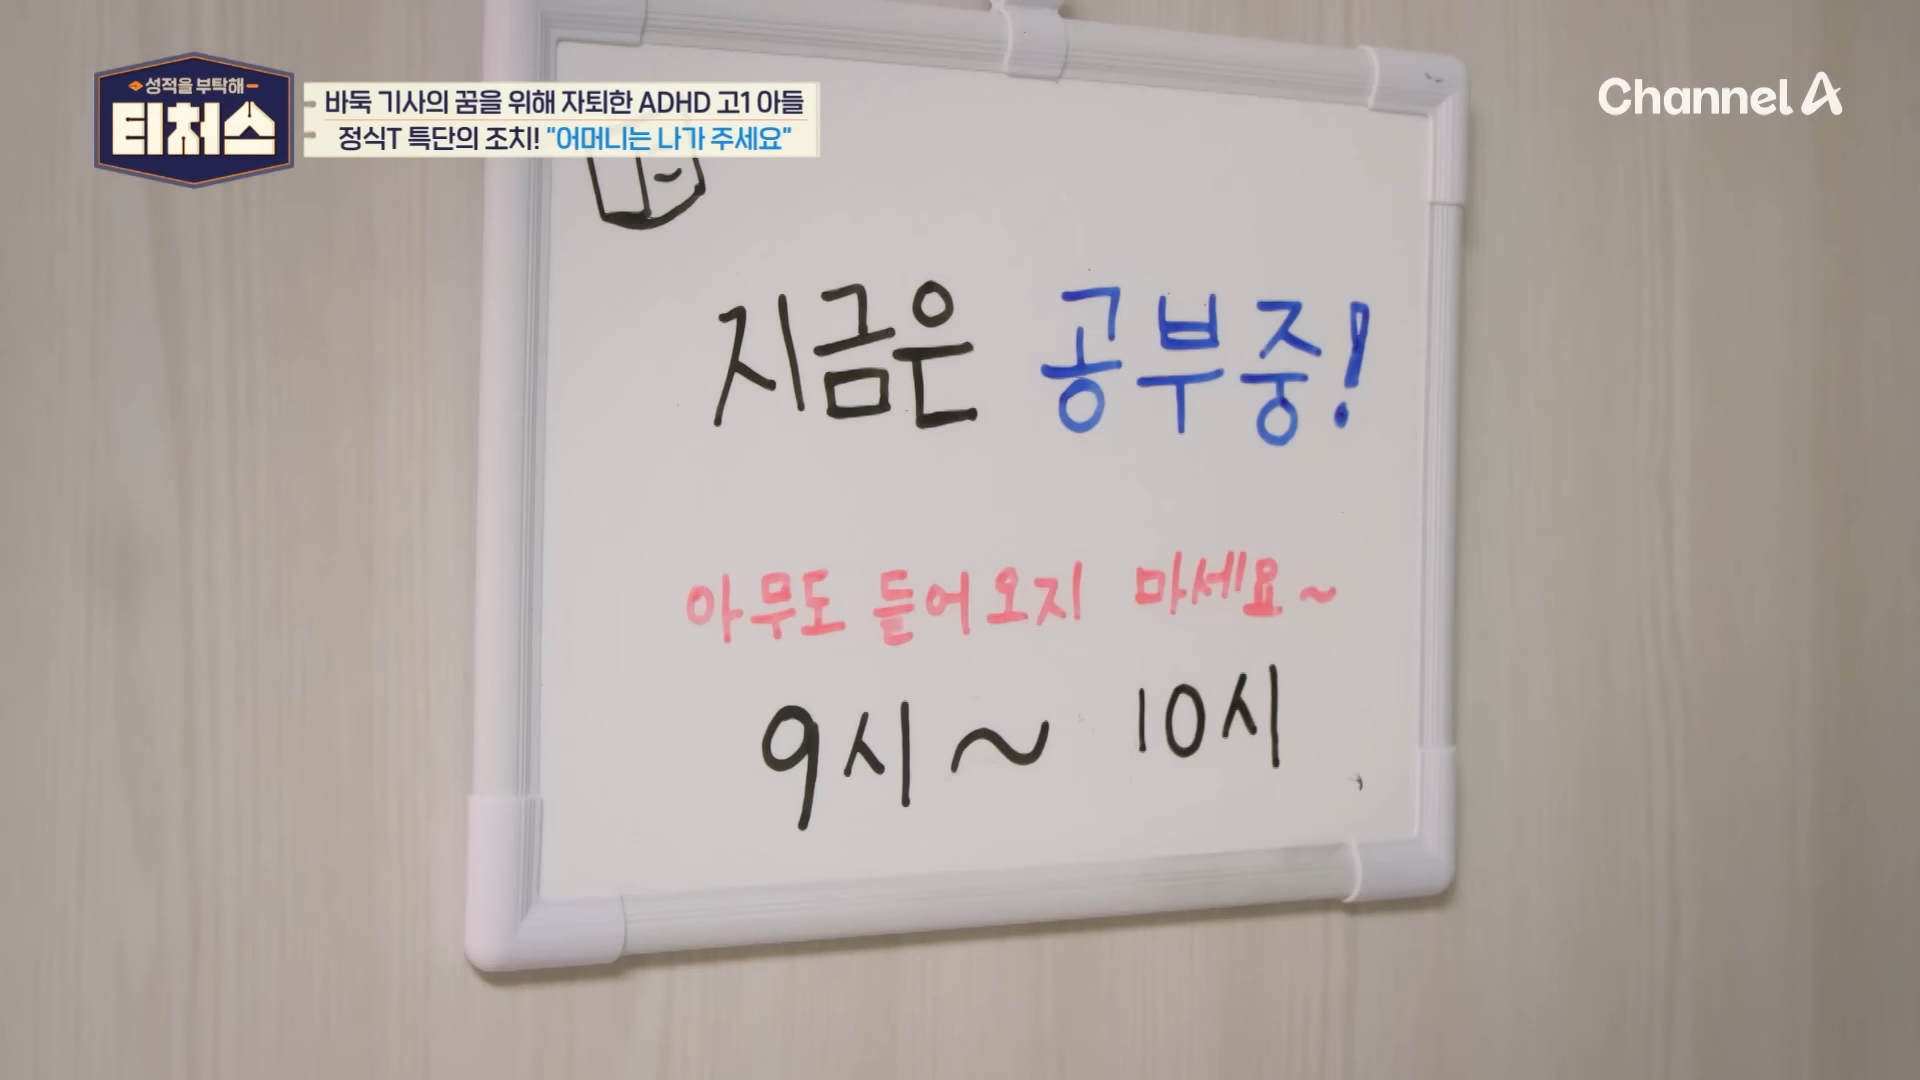 성적을 부탁해
티처스
바둑 기사의 꿈을 위해 자퇴한 ADHD 고1 아들
정식T 특단의 조치! "어머니는 나가 주세요"
Channel A
지금은 공부중!
아무도 들어오지 마세요~
9시~ 10시